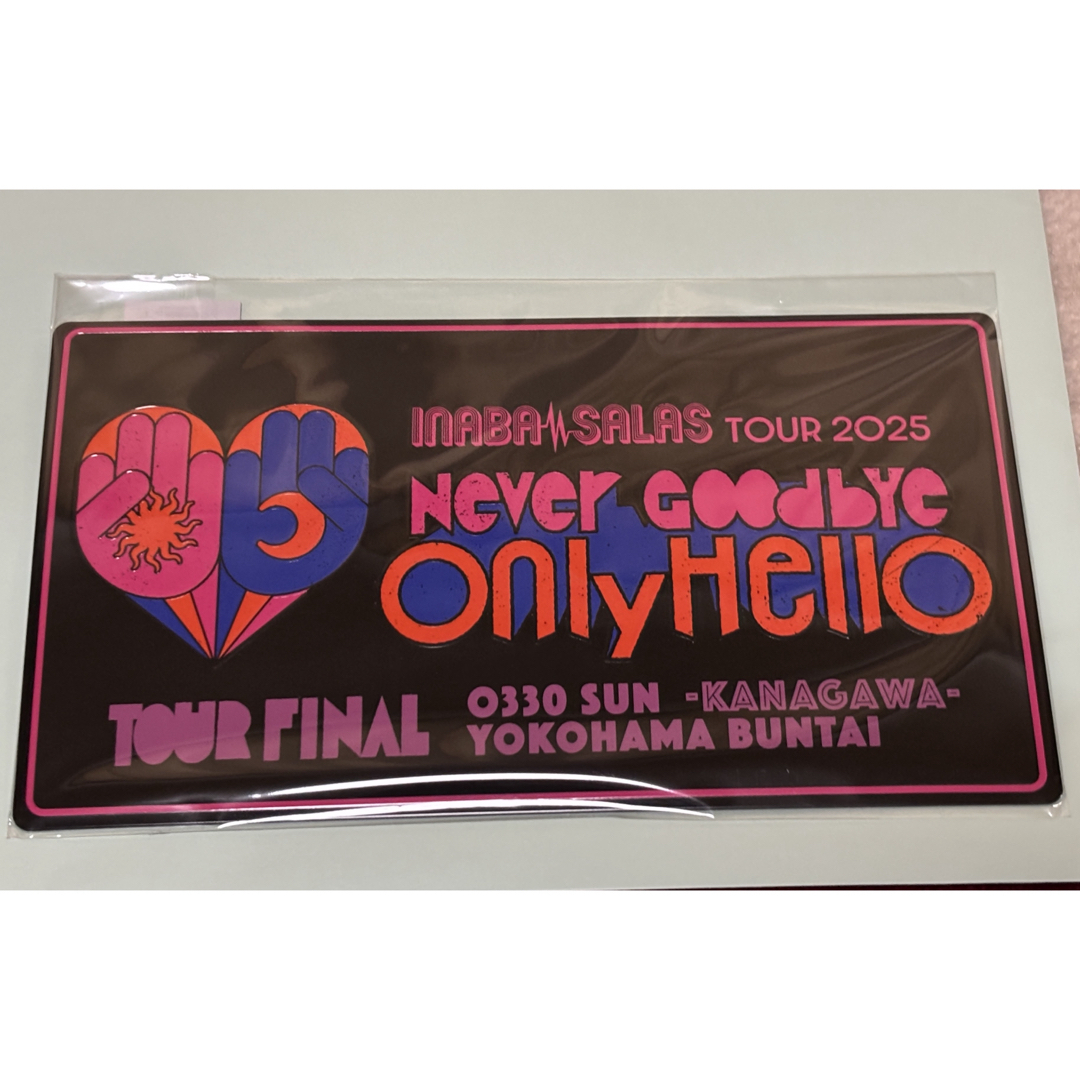 INABA SALAS TOUR 2025
Never Goodbye
Only Hello
TOUR FINAL
0330 SUN -KANAGAWA-
YOKOHAMA BUNTAI